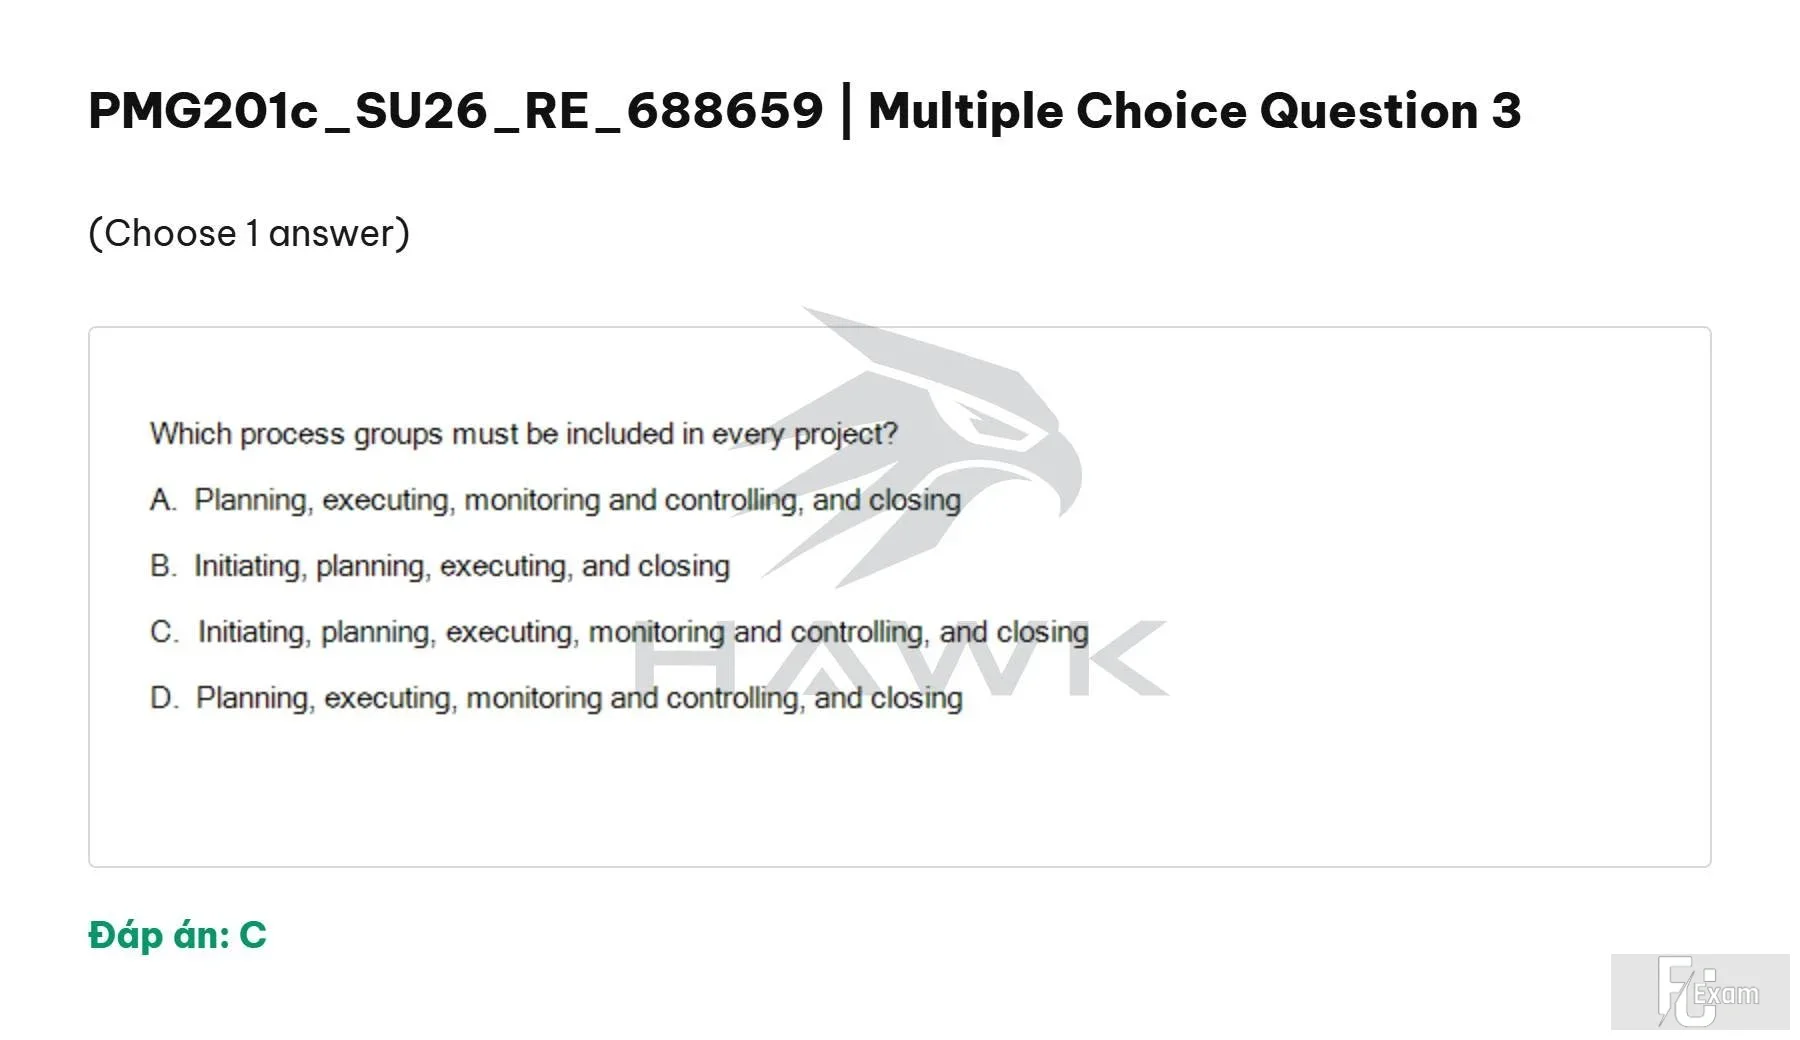 PMG201c_SU26_RE_688659 | Multiple Choice Question 3
(Choose 1 answer)
Which process groups must be included in every project?
A. Planning, executing, monitoring and controlling, and closing
B. Initiating, planning, executing, and closing
C. Initiating, planning, executing, monitoring and controlling, and closing
D. Planning, executing, monitoring and controlling, and closing
HAWK
Đáp án: C
FU Exam